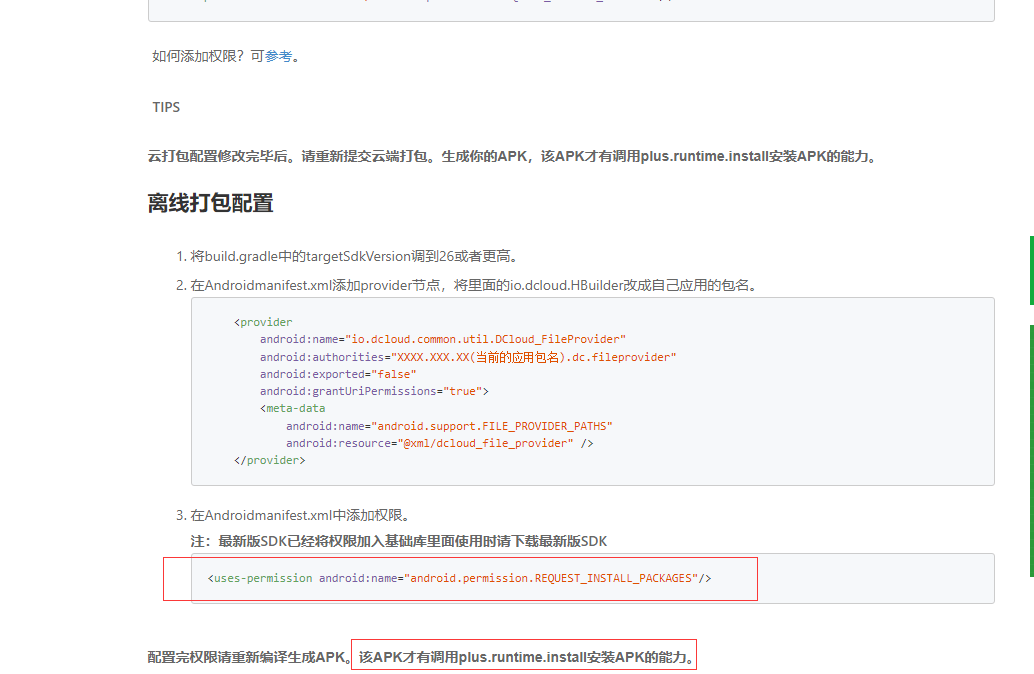 如何添加权限？可参考。
TIPS
云打包配置修改完毕后。请重新提交云端打包。生成你的APK，该APK才有调用plus.runtime.install安装APK的能力。
离线打包配置
1. 将build.gradle中的targetSdkVersion调到26或者更高。
2. 在Androidmanifest.xml添加provider节点，将里面的io.dcloud.HBuilder改成自己应用的包名。
<provider
android:name="io.dcloud.common.util.DCloud_FileProvider"
android:authorities="XXXX.XXX.XX(当前的应用包名).dc.fileprovider"
android:exported="false"
android:grantUriPermissions="true">
<meta-data
android:name="android.support.FILE_PROVIDER_PATHS"
android:resource="@xml/dcloud_file_provider" />
</provider>
3. 在Androidmanifest.xml中添加权限。
注：最新版SDK已经将权限加入基础库里面使用时请下载最新版SDK
<uses-permission android:name="android.permission.REQUEST_INSTALL_PACKAGES"/>
配置完权限请重新编译生成APK。该APK才有调用plus.runtime.install安装APK的能力。